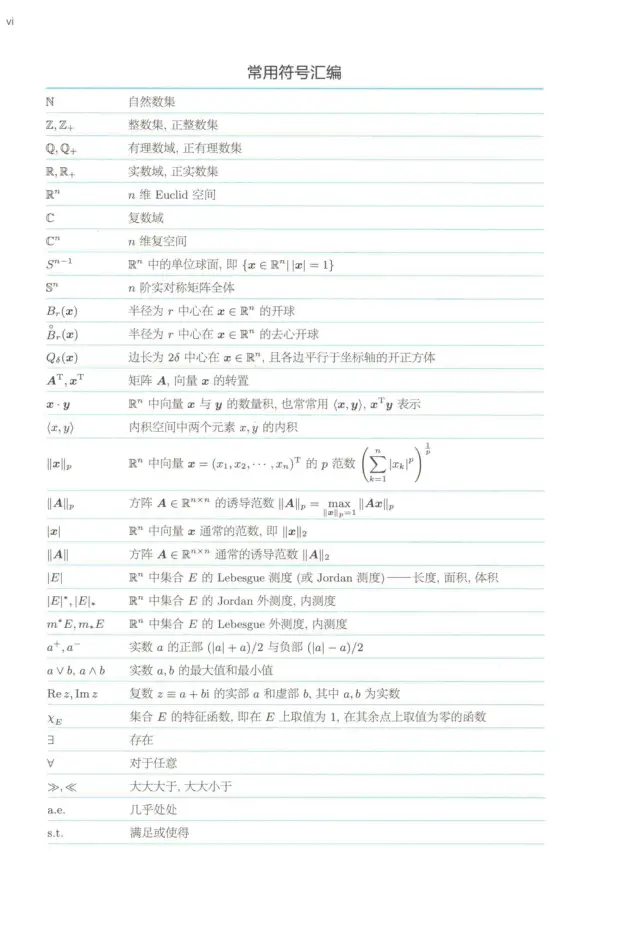 vi
常用符号汇编
ℕ 自然数集
ℤ, ℤ₊ 整数集, 正整数集
ℚ, ℚ₊ 有理数域, 正有理数集
ℝ, ℝ₊ 实数域, 正实数集
ℝⁿ n 维 Euclid 空间
ℂ 复数域
ℂⁿ n 维复空间
Sⁿ⁻¹ ℝⁿ 中的单位球面, 即 {x ∈ ℝⁿ| |x| = 1}
𝕊ⁿ n 阶实对称矩阵全体
Bᵣ(x) 半径为 r 中心在 x ∈ ℝⁿ 的开球
B̊ᵣ(x) 半径为 r 中心在 x ∈ ℝⁿ 的去心开球
Q_δ(x) 边长为 2δ 中心在 x ∈ ℝⁿ, 且各边平行于坐标轴的开正方体
Aᵀ, xᵀ 矩阵 A, 向量 x 的转置
x · y ℝⁿ 中向量 x 与 y 的数量积, 也常常用 ⟨x, y⟩, xᵀy 表示
⟨x, y⟩ 内积空间中两个元素 x, y 的内积
‖x‖ₚ ℝⁿ 中向量 x = (x₁, x₂, ⋯, xₙ)ᵀ 的 p 范数 (∑ₖ₌₁ⁿ |xₖ|ᵖ)^(1/p)
‖A‖ₚ 方阵 A ∈ ℝⁿˣⁿ 的诱导范数 ‖A‖ₚ = max_{‖x‖ₚ=1} ‖Ax‖ₚ
|x| ℝⁿ 中向量 x 通常的范数, 即 ‖x‖₂
‖A‖ 方阵 A ∈ ℝⁿˣⁿ 通常的诱导范数 ‖A‖₂
|E| ℝⁿ 中集合 E 的 Lebesgue 测度 (或 Jordan 测度)——长度, 面积, 体积
|E|*, |E|₎ ℝⁿ 中集合 E 的 Jordan 外测度, 内测度
m*E, m_*E ℝⁿ 中集合 E 的 Lebesgue 外测度, 内测度
a⁺, a⁻ 实数 a 的正部 (|a| + a)/2 与负部 (|a| − a)/2
a ∨ b, a ∧ b 实数 a, b 的最大值和最小值
Re z, Im z 复数 z ≡ a + bi 的实部 a 和虚部 b, 其中 a, b 为实数
χ_E 集合 E 的特征函数, 即在 E 上取值为 1, 在其余点上取值为零的函数
∃ 存在
∀ 对于任意
≫, ≪ 大大大于, 大大小于
a.e. 几乎处处
s.t. 满足或使得